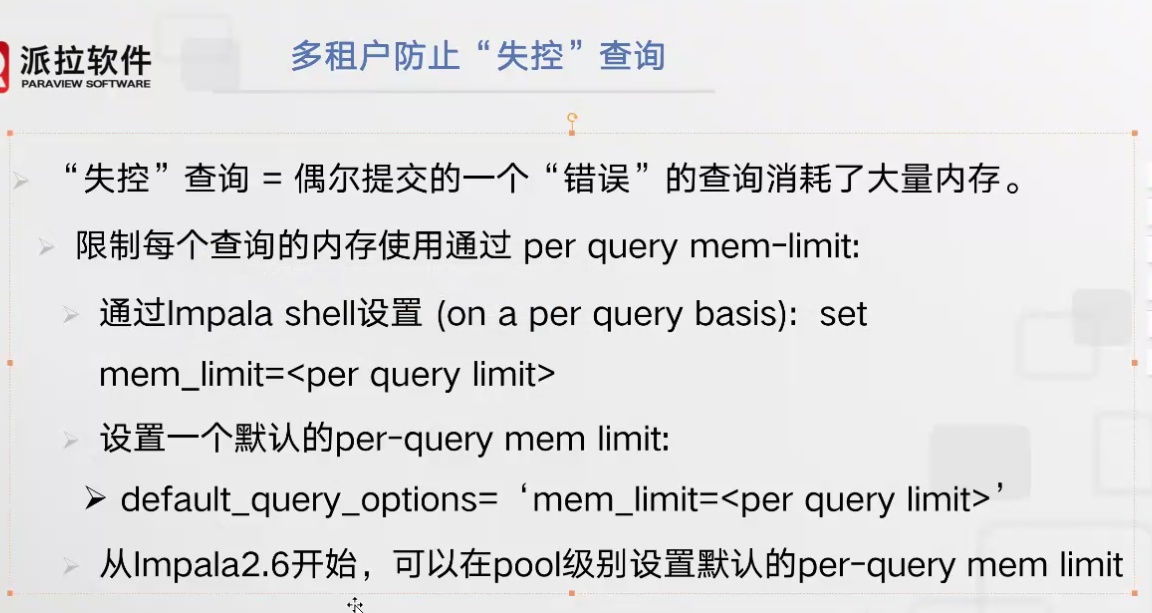 派拉软件
PARAVIEW SOFTWARE
多租户防止“失控”查询
“失控”查询 = 偶尔提交的一个“错误”的查询消耗了大量内存。
限制每个查询的内存使用通过 per query mem-limit:
通过Impala shell设置 (on a per query basis)：set
mem_limit=<per query limit>
设置一个默认的per-query mem limit:
default_query_options=‘mem_limit=<per query limit>’
从Impala2.6开始，可以在pool级别设置默认的per-query mem limit